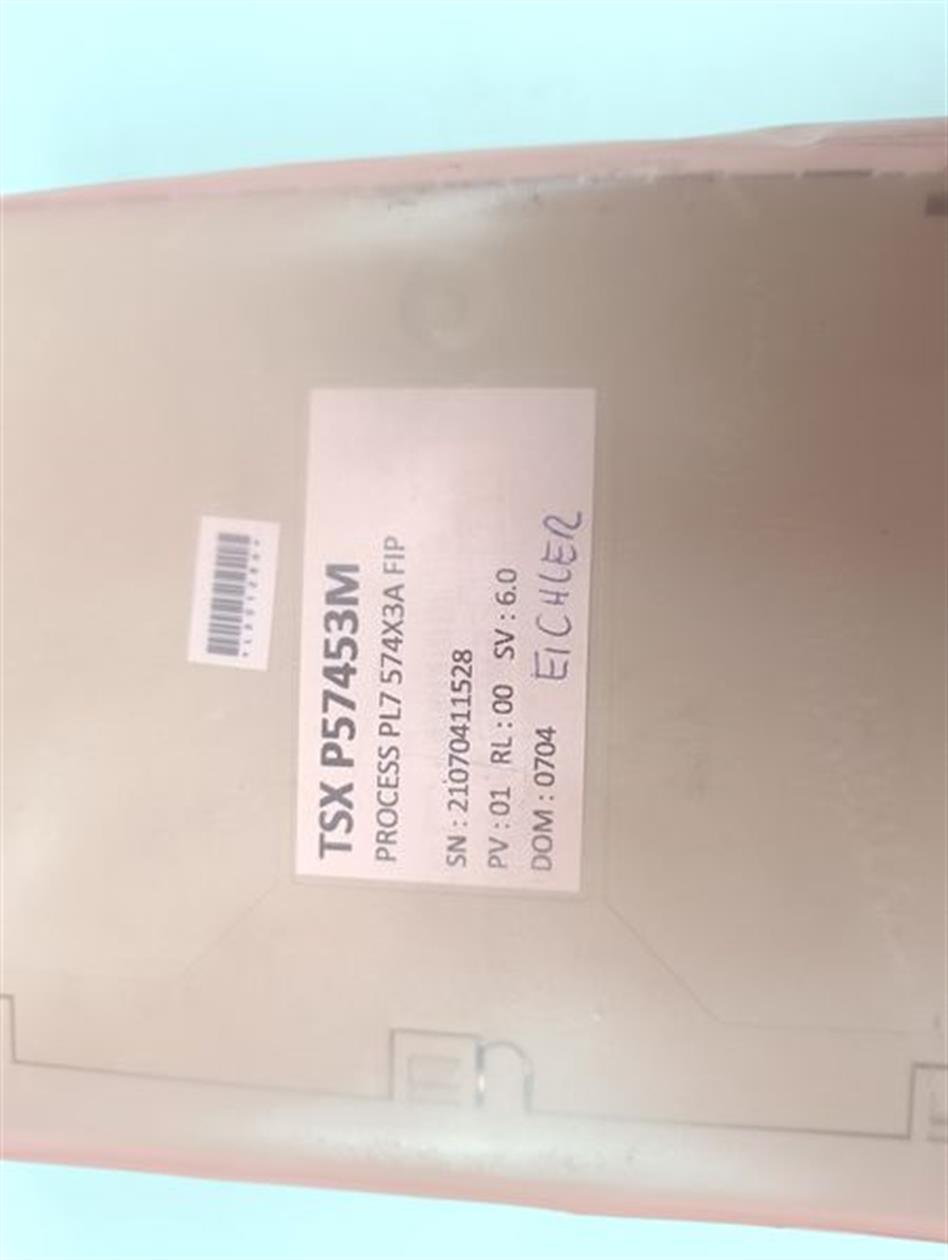 TSX P57453M
PROCESS PL7 574X3A FIP
SN : 21070411528
PV : 01 RL : 00 SV : 6.0
DOM : 0704 EICHLER